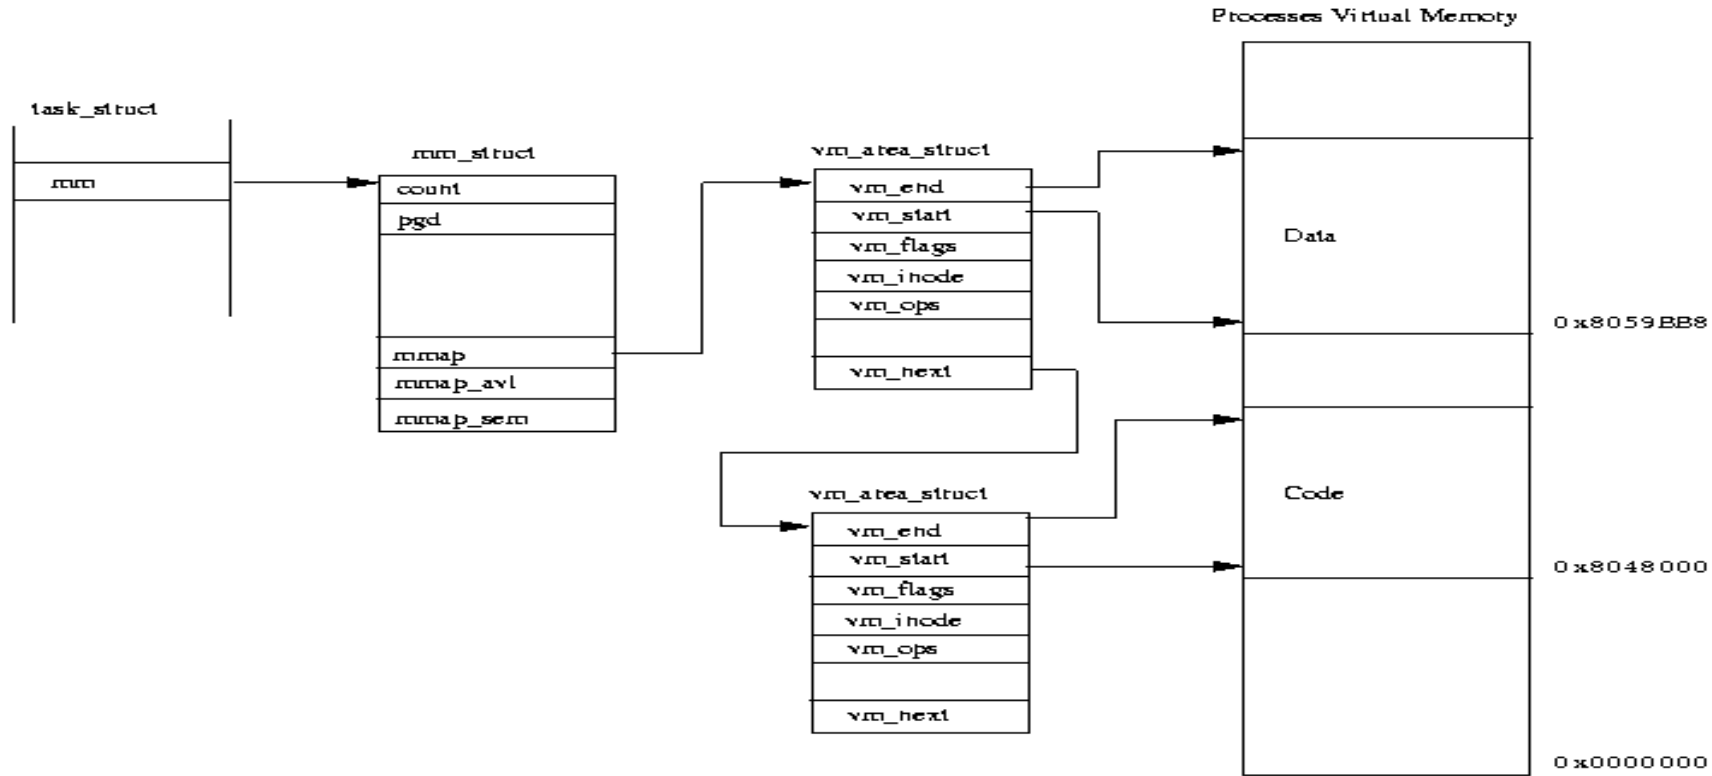 Processes Virtual Memory
task_struct
mm
mm_struct
count
pgd
mmap
mmap_avl
mmap_sem
vm_area_struct
vm_end
vm_start
vm_flags
vm_inode
vm_ops
vm_next
vm_area_struct
vm_end
vm_start
vm_flags
vm_inode
vm_ops
vm_next
Data
0x8059BB8
Code
0x8048000
0x0000000